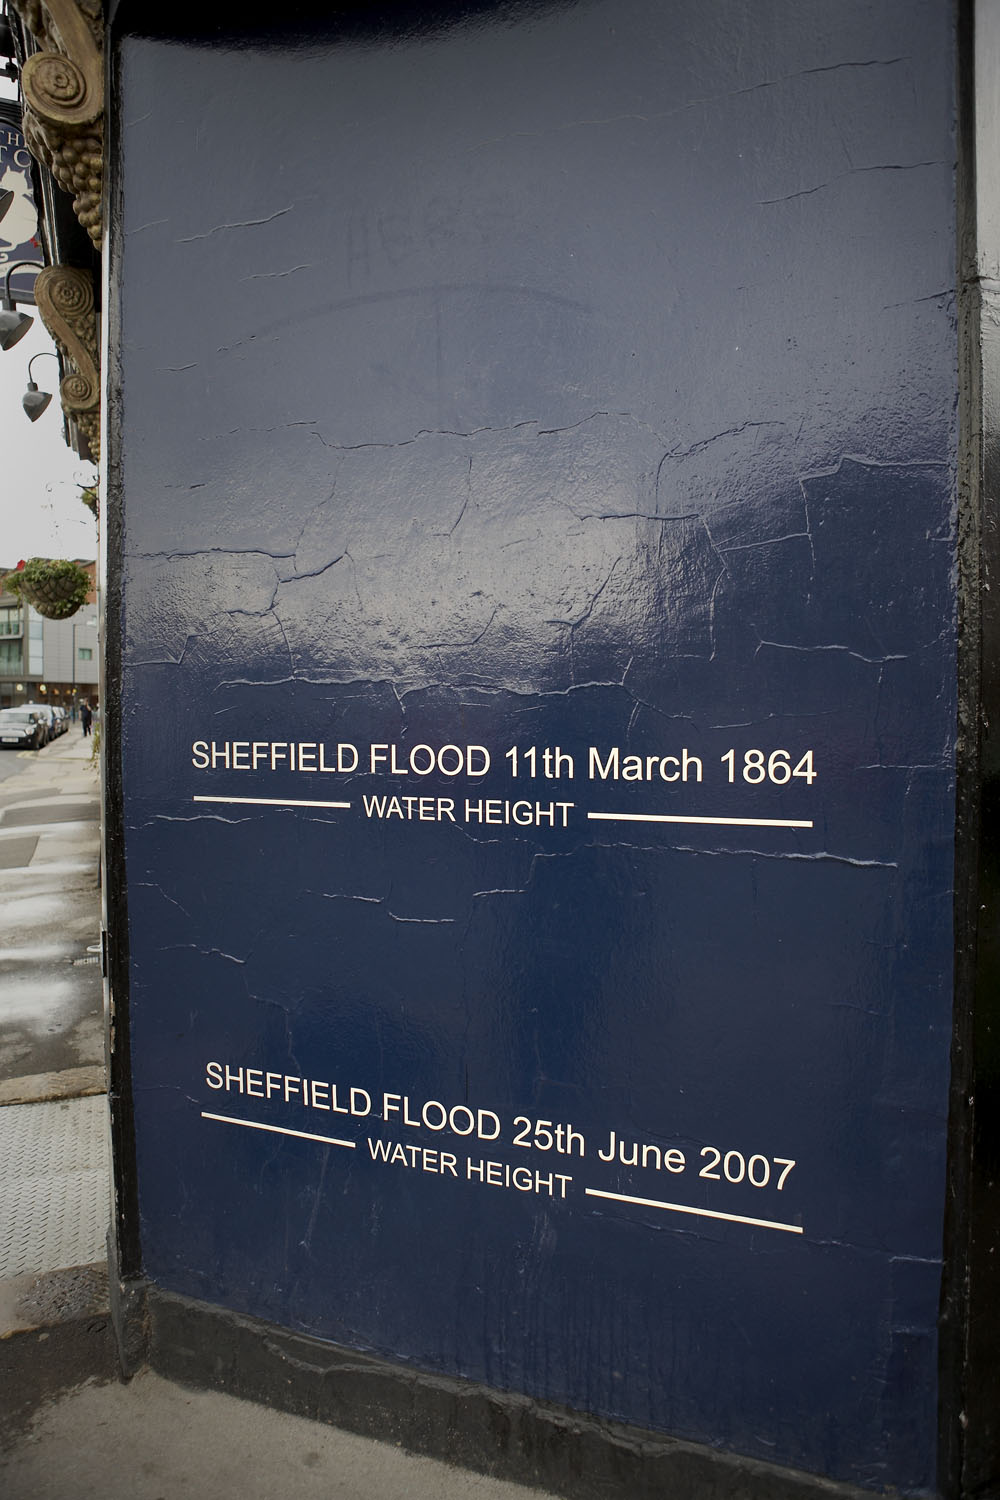 SHEFFIELD FLOOD 11th March 1864
WATER HEIGHT
SHEFFIELD FLOOD 25th June 2007
WATER HEIGHT